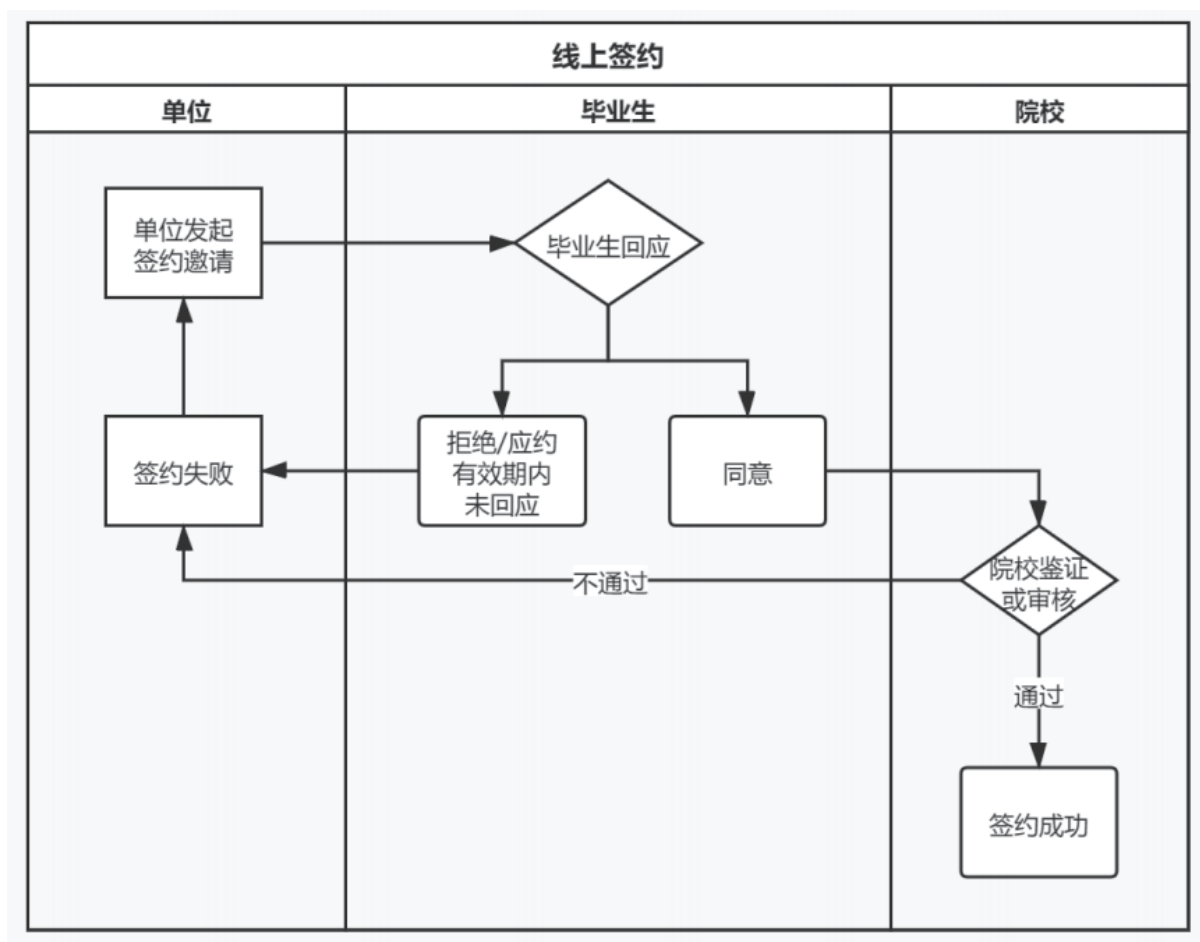 线上签约
单位
毕业生
院校
单位发起
签约邀请
毕业生回应
签约失败
拒绝/应约
有效期内
未回应
同意
院校鉴证
或审核
不通过
通过
签约成功